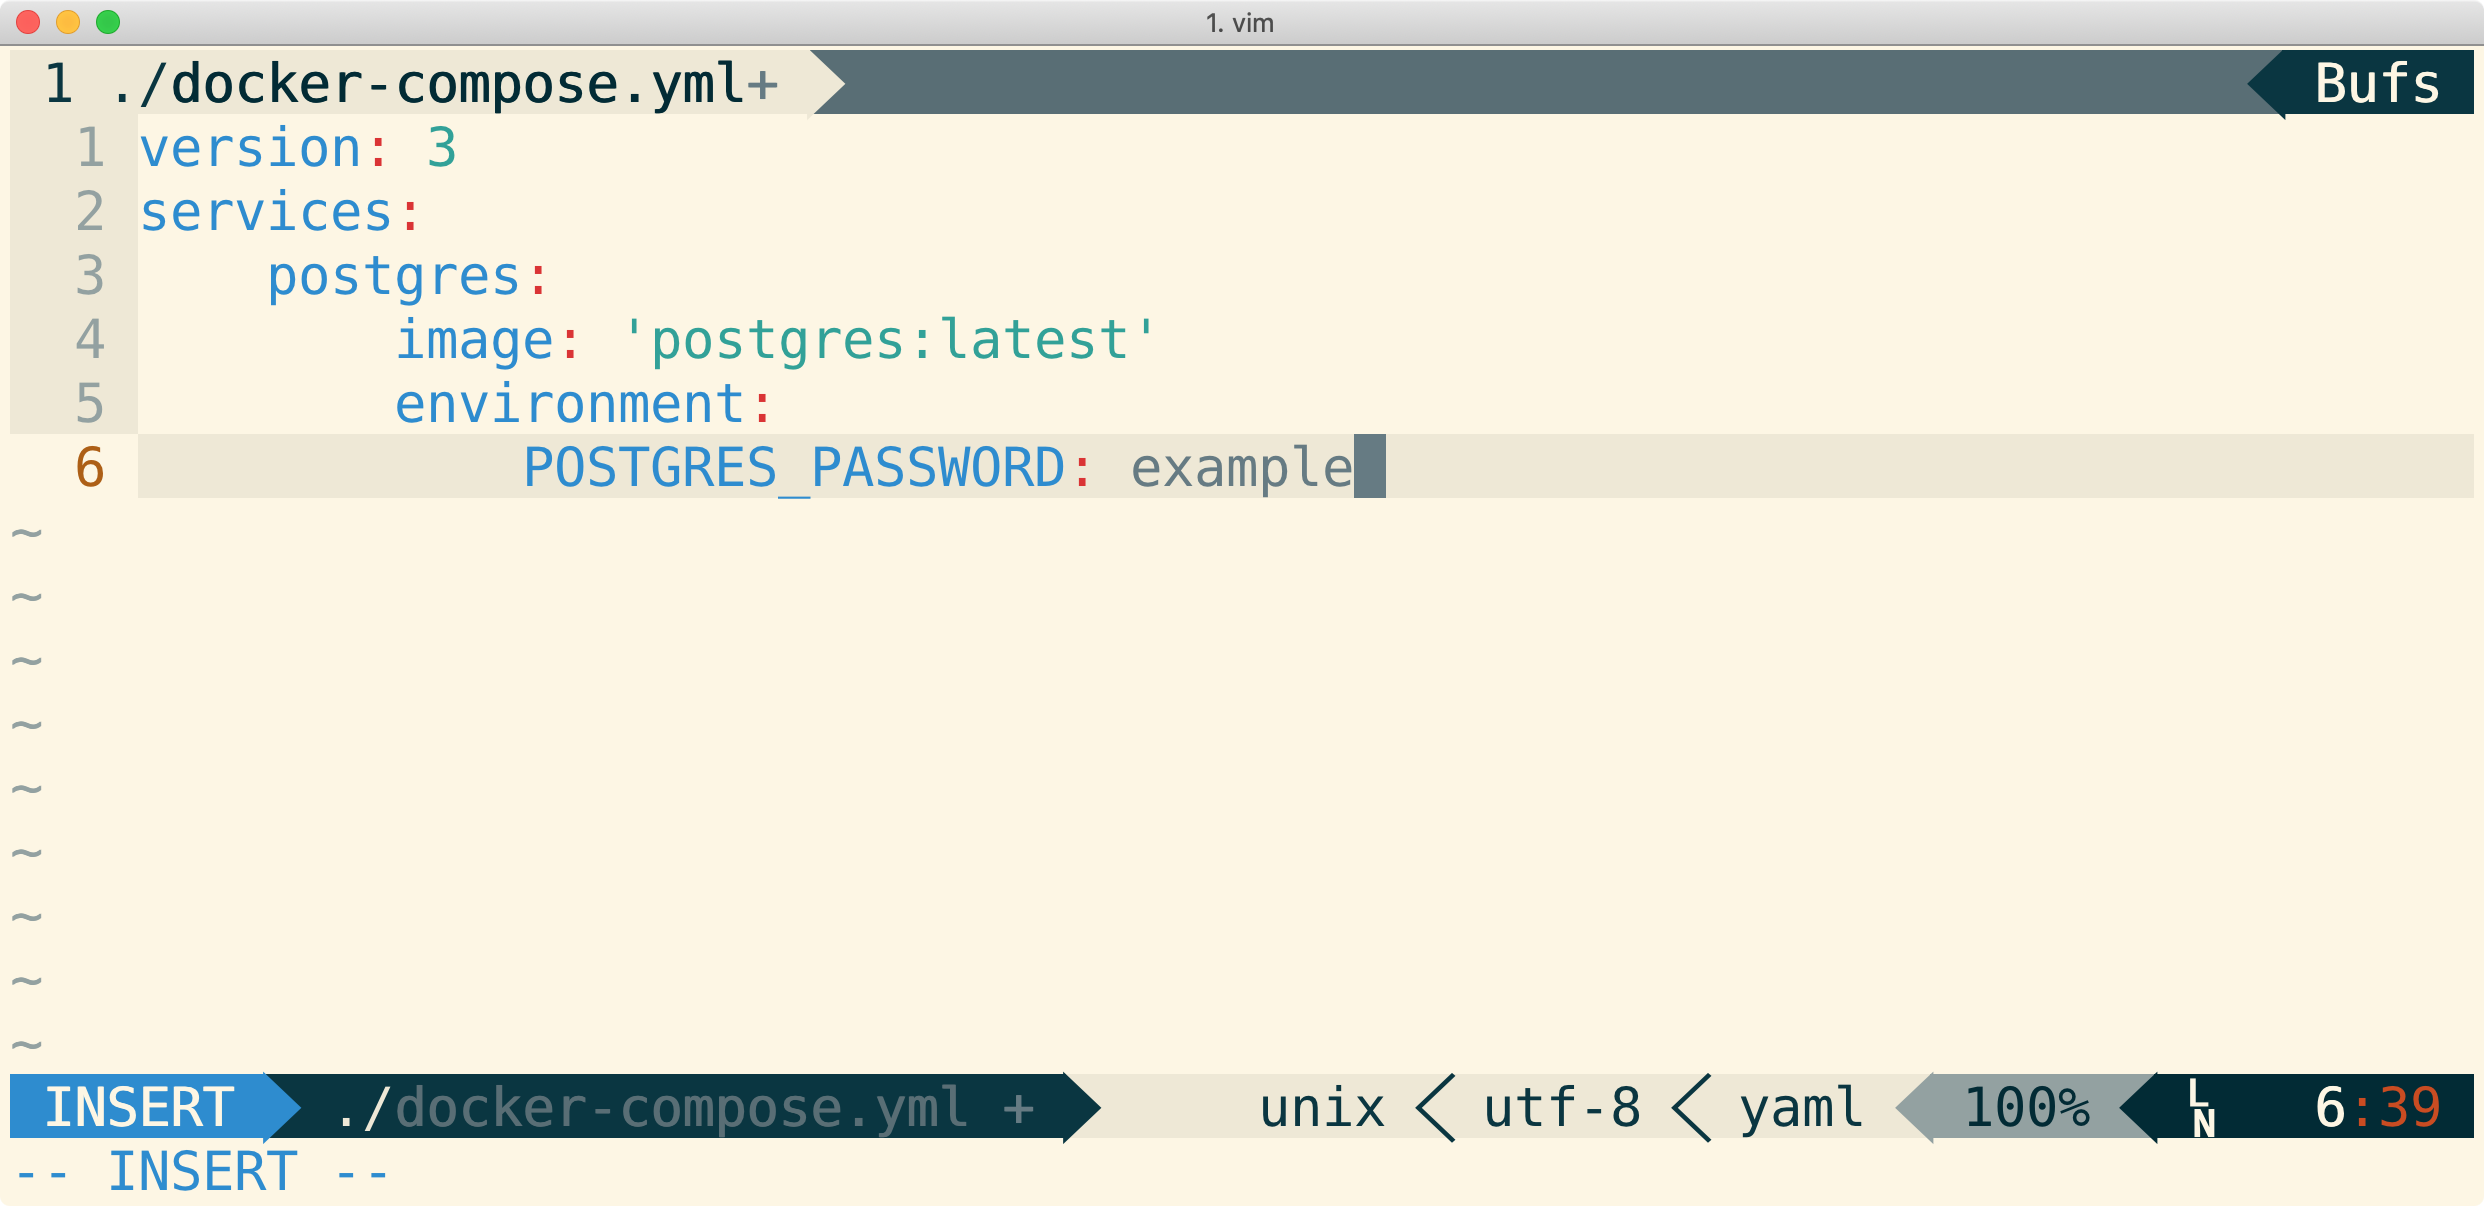 1. vim
1 ./docker-compose.yml+ Bufs
1 version: 3
2 services:
3     postgres:
4         image: 'postgres:latest'
5         environment:
6             POSTGRES_PASSWORD: example
~
~
~
~
~
~
~
~
~
INSERT ./docker-compose.yml + unix utf-8 yaml 100% LN 6:39
-- INSERT --